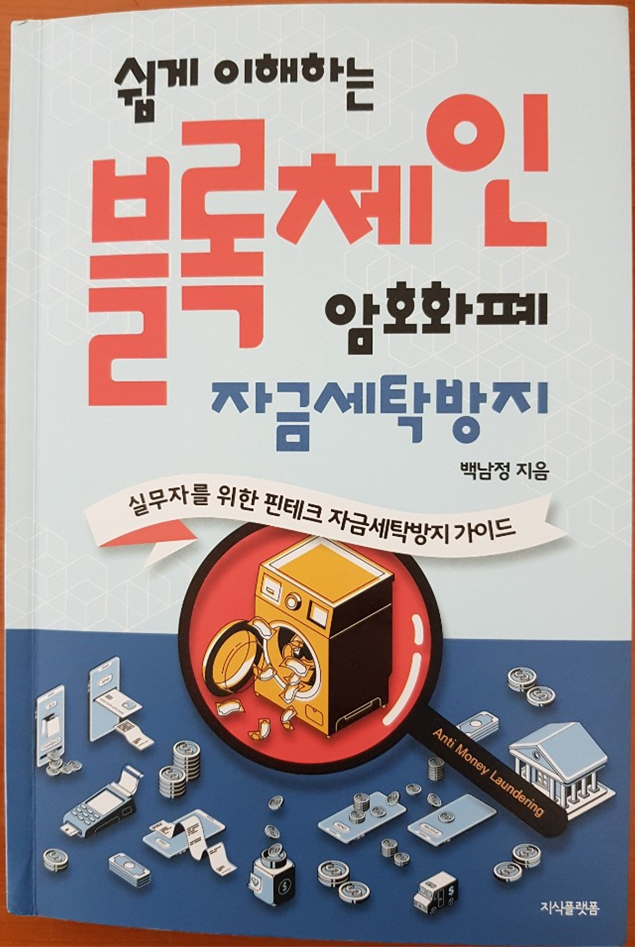 쉽게 이해하는
블록체인
암호화폐
자금세탁방지
백남정 지음
실무자를 위한 핀테크 자금세탁방지 가이드
Anti Money Laundering
지식플랫폼